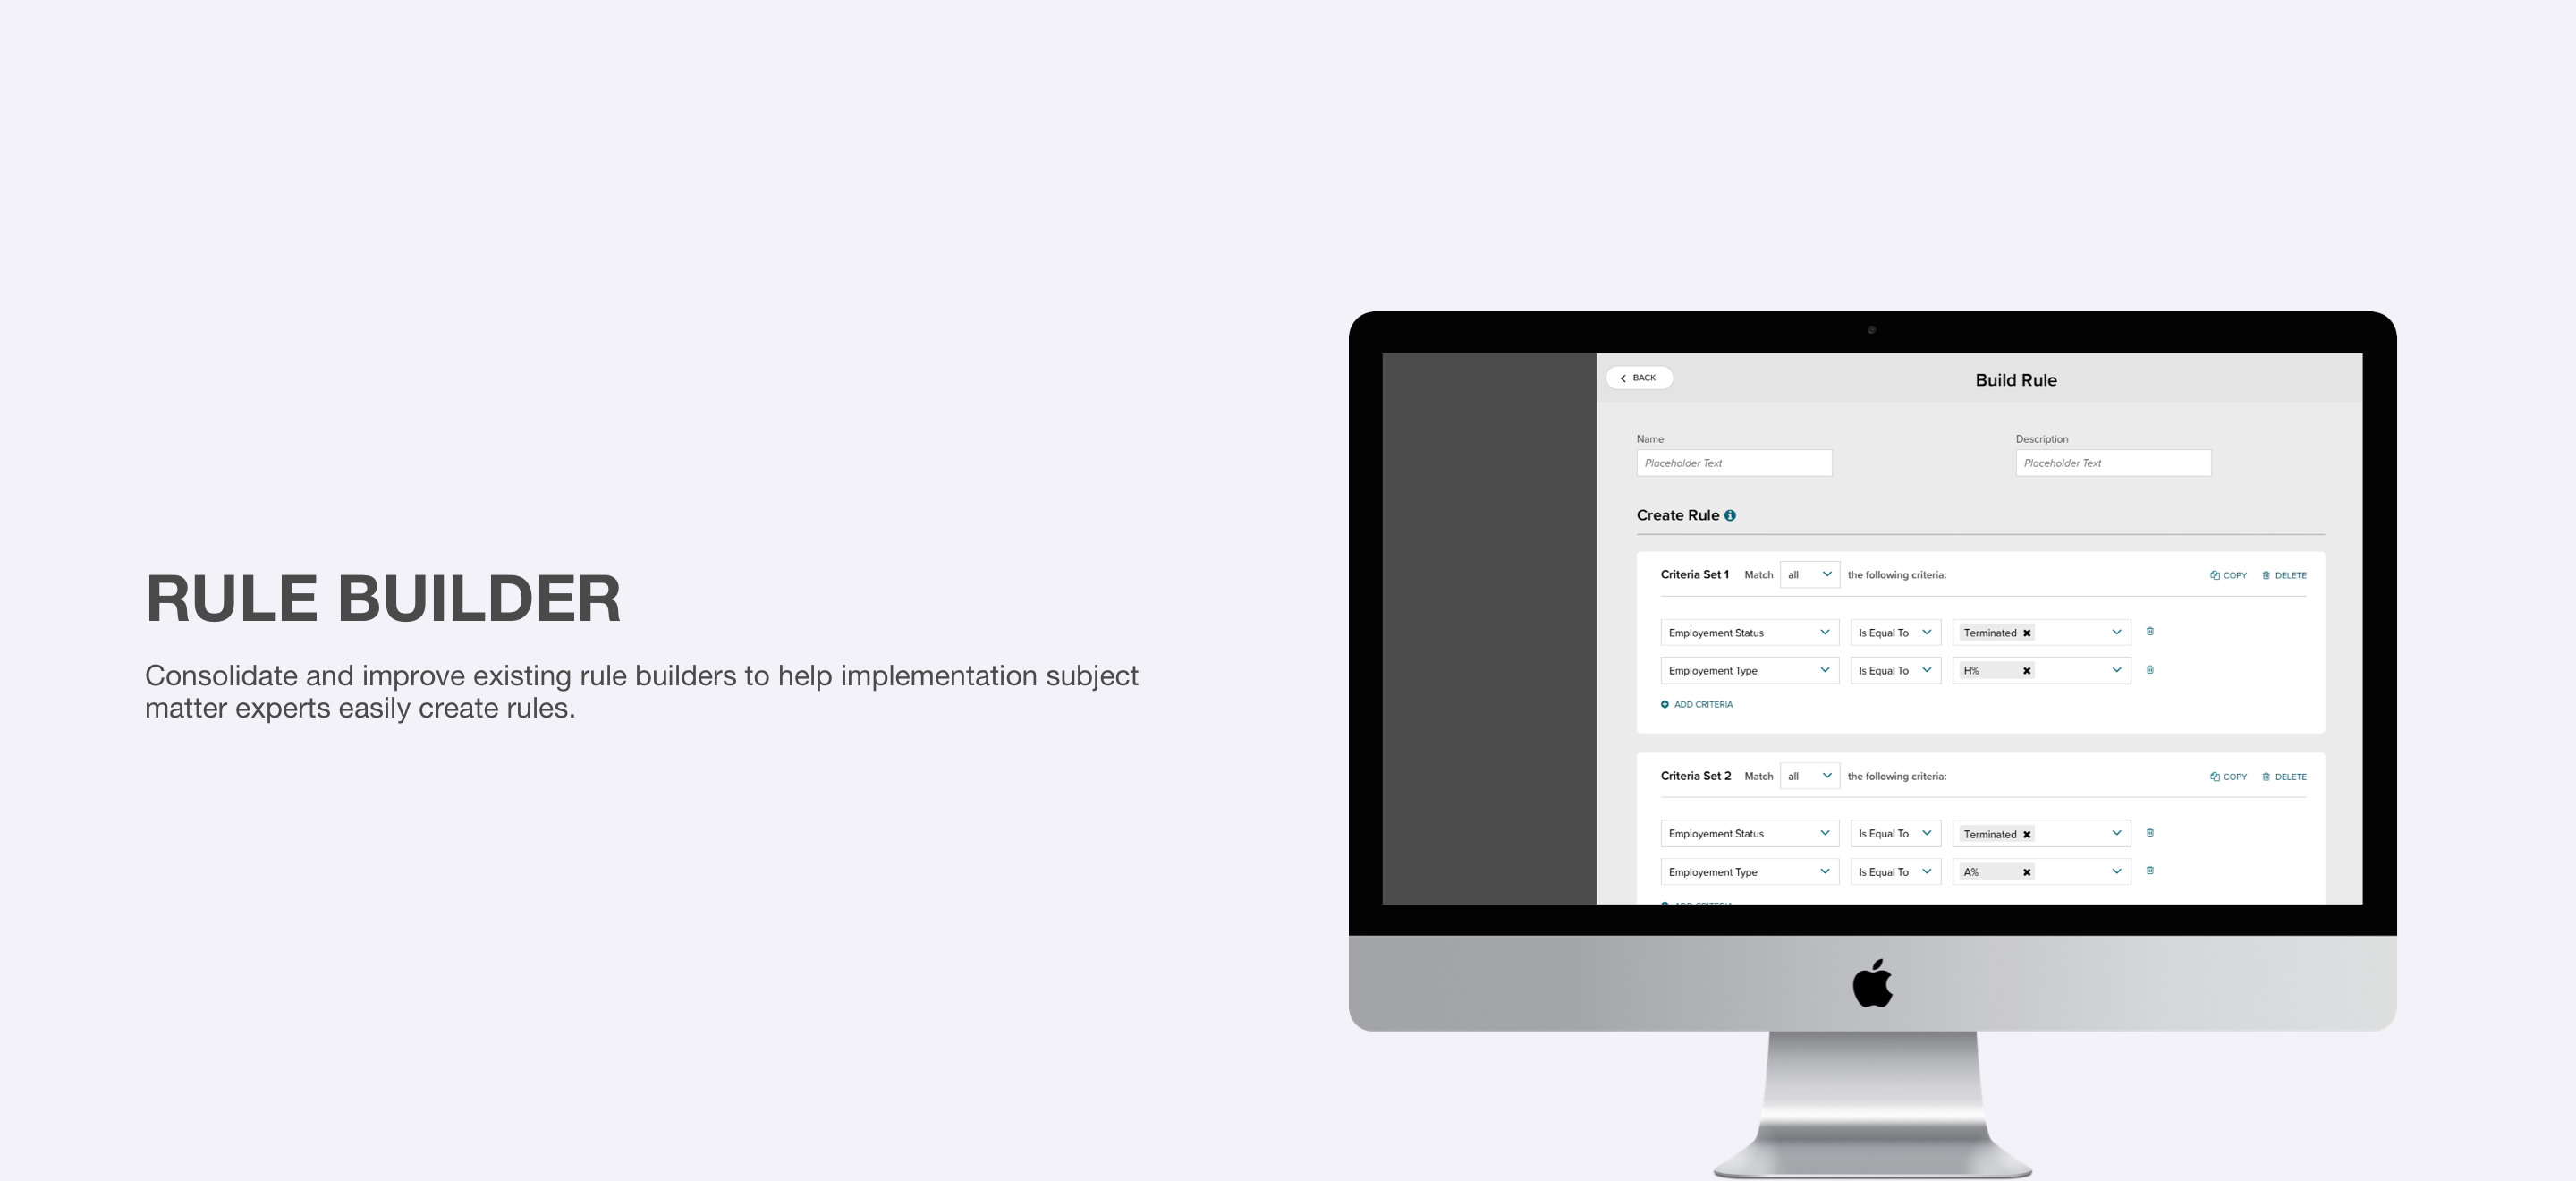 RULE BUILDER
Consolidate and improve existing rule builders to help implementation subject
matter experts easily create rules.
BACK
Build Rule
Name
Description
Placeholder Text
Placeholder Text
Create Rule
Criteria Set 1 Match all the following criteria: COPY DELETE
Employement Status Is Equal To Terminated
Employement Type Is Equal To H%
ADD CRITERIA
Criteria Set 2 Match all the following criteria: COPY DELETE
Employement Status Is Equal To Terminated
Employement Type Is Equal To A%
ADD CRITERIA